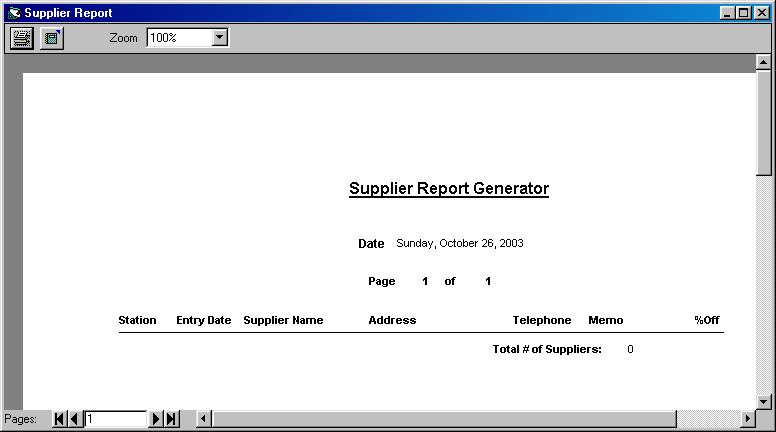 Supplier Report
Zoom 100%
Supplier Report Generator
Date Sunday, October 26, 2003
Page 1 of 1
Station Entry Date Supplier Name Address Telephone Memo %Off
Total # of Suppliers: 0
Pages: 1